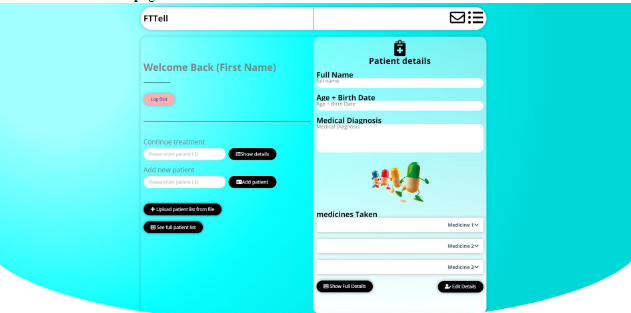 FTTell
Welcome Back (First Name)
Log Out
Continue treatment
Please enter patient I.D
Show details
Add new patient
Please enter patient I.D
Add patient
Upload patient list from file
See full patient list
Patient details
Full Name
full name
Age + Birth Date
Age + Birth Date
Medical Diagnosis
Medical Diagnosis
medicines Taken
Medicine 1
Medicine 2
Medicine 3
Show Full Details
Edit Details